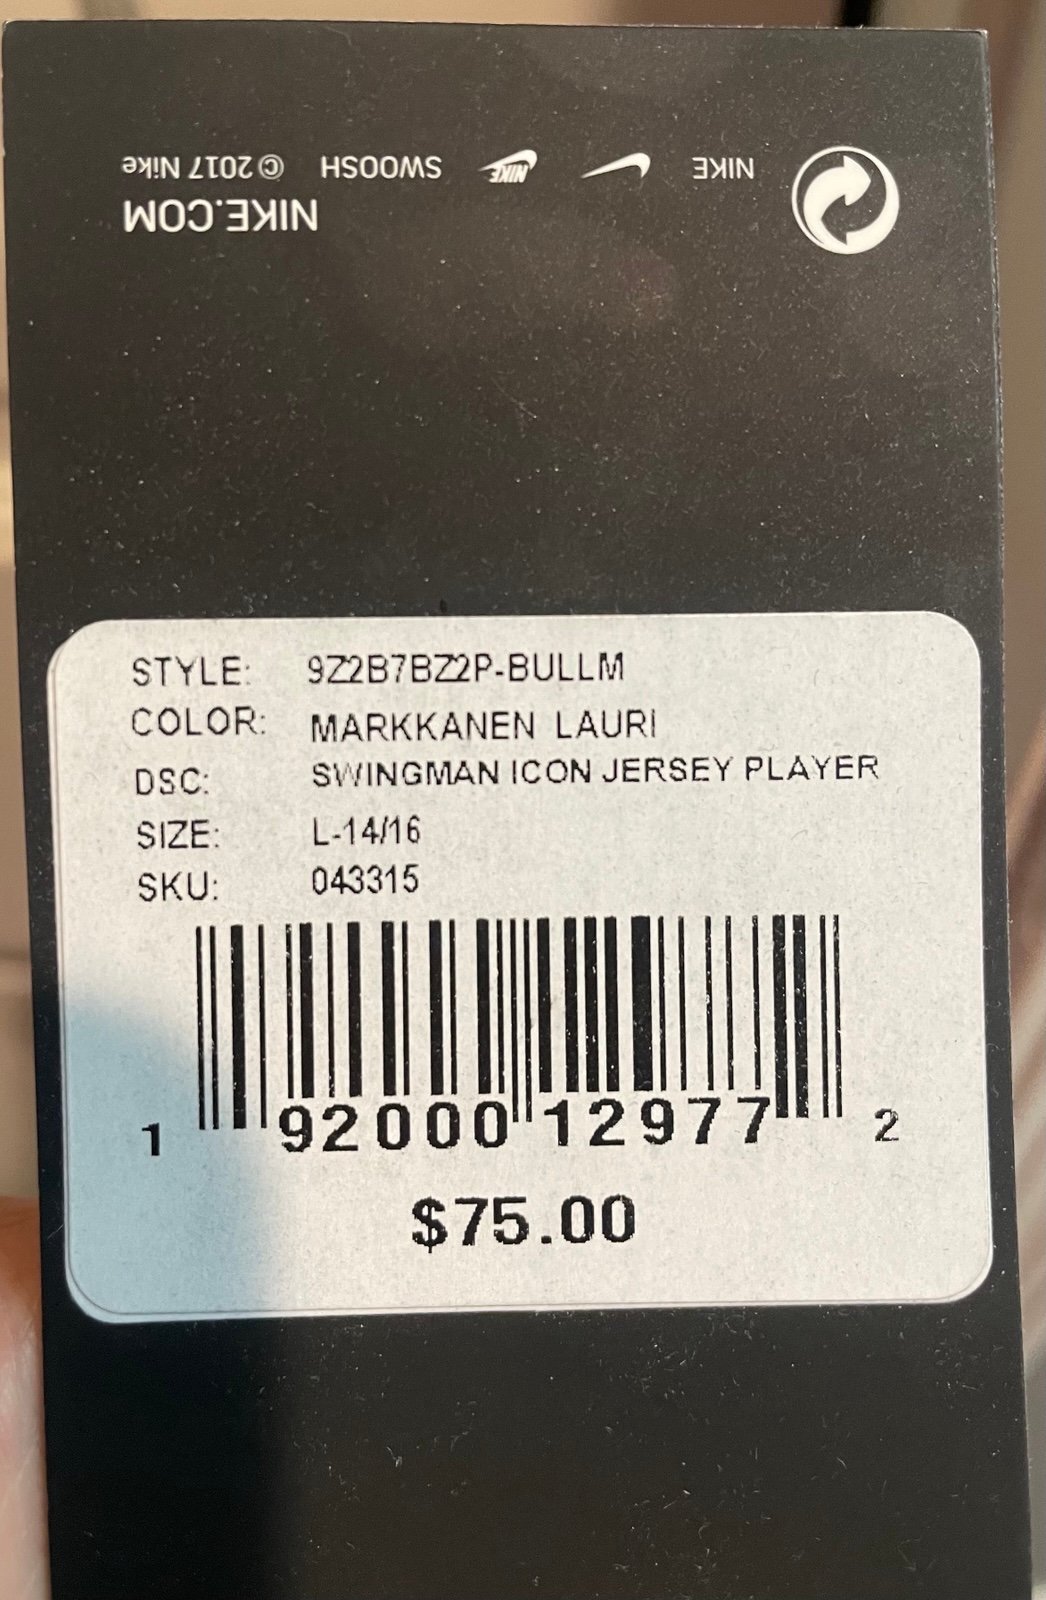 NIKE NIKE SWOOSH © 2017 Nike
NIKE.COM
STYLE: 9Z2B7BZ2P-BULLM
COLOR: MARKKANEN LAURI
DSC: SWINGMAN ICON JERSEY PLAYER
SIZE: L-14/16
SKU: 043315
1 92000 12977 2
$75.00